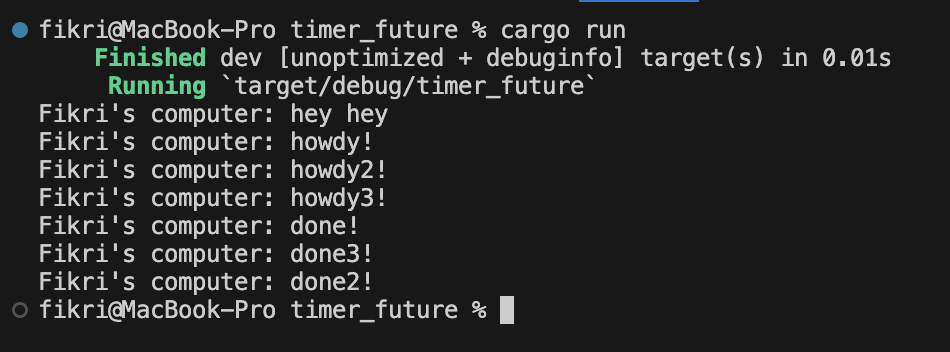 fikri@MacBook-Pro timer_future % cargo run
Finished dev [unoptimized + debuginfo] target(s) in 0.01s
Running `target/debug/timer_future`
Fikri's computer: hey hey
Fikri's computer: howdy!
Fikri's computer: howdy2!
Fikri's computer: howdy3!
Fikri's computer: done!
Fikri's computer: done3!
Fikri's computer: done2!
fikri@MacBook-Pro timer_future %